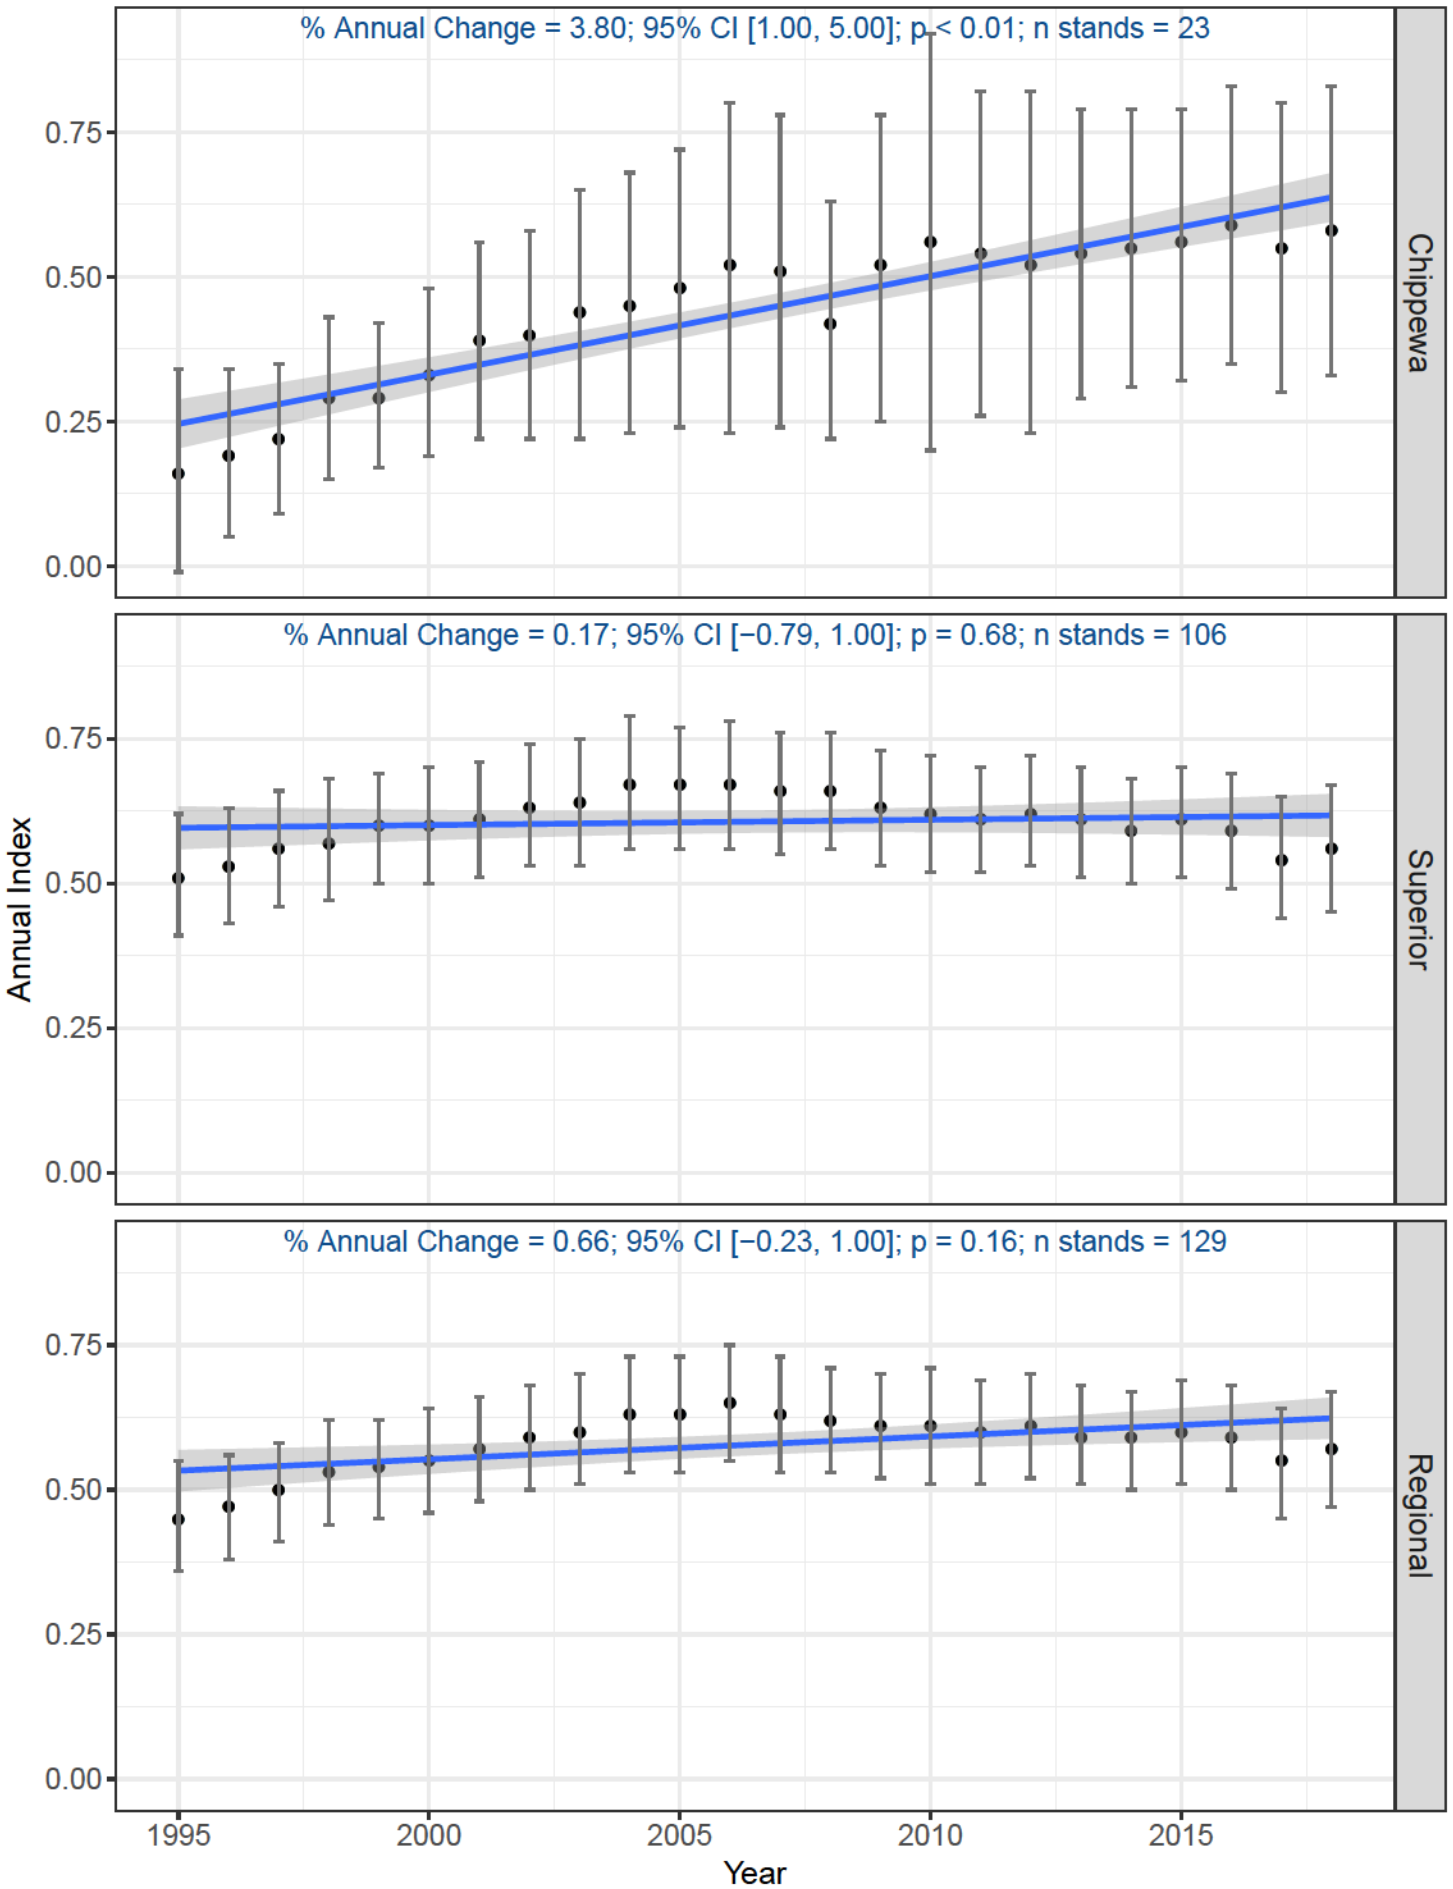 % Annual Change = 3.80; 95% CI [1.00, 5.00]; p < 0.01; n stands = 23
0.75
0.50
0.25
0.00
Chippewa
% Annual Change = 0.17; 95% CI [−0.79, 1.00]; p = 0.68; n stands = 106
0.75
0.50
0.25
0.00
Superior
Annual Index
% Annual Change = 0.66; 95% CI [−0.23, 1.00]; p = 0.16; n stands = 129
0.75
0.50
0.25
0.00
Regional
1995 2000 2005 2010 2015
Year